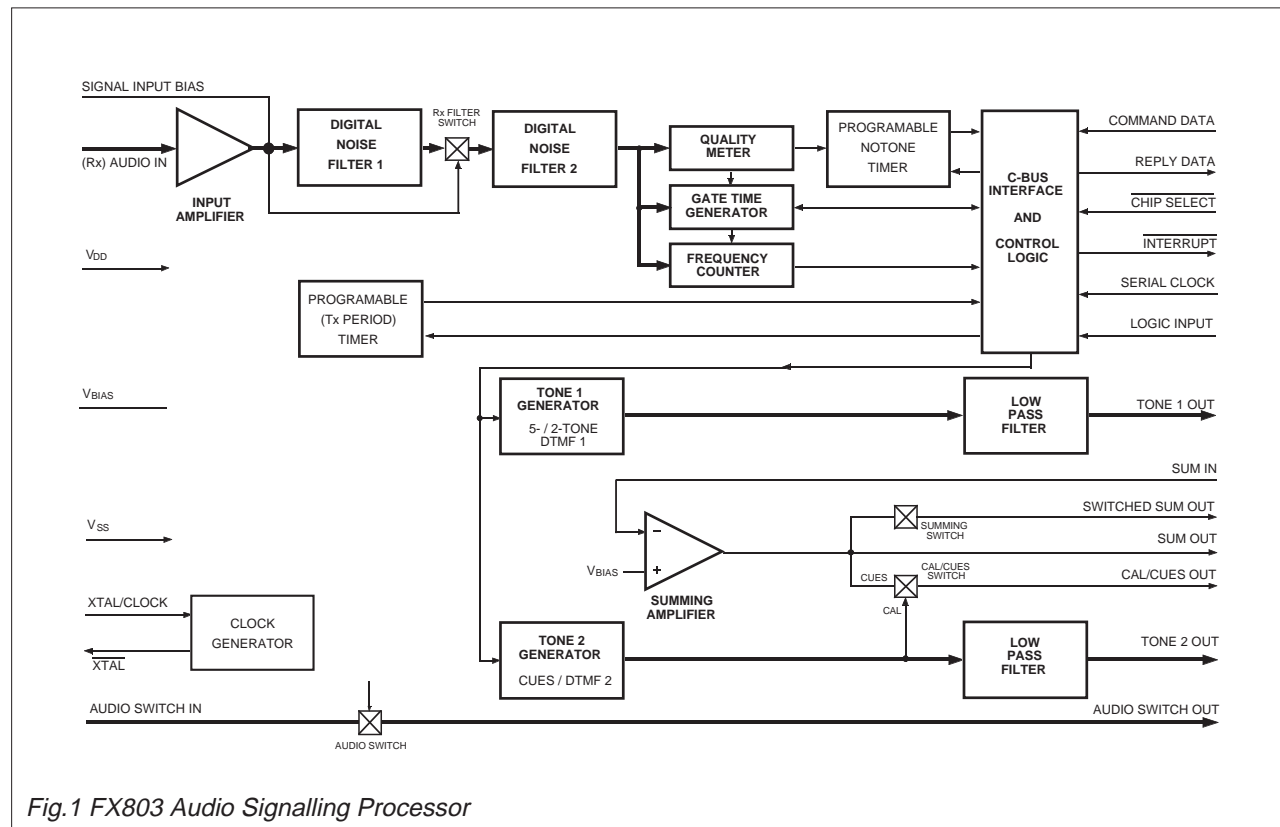 SIGNAL INPUT BIAS
(Rx) AUDIO IN
INPUT
AMPLIFIER
DIGITAL
NOISE
FILTER 1
Rx FILTER
SWITCH
DIGITAL
NOISE
FILTER 2
QUALITY
METER
GATE TIME
GENERATOR
FREQUENCY
COUNTER
PROGRAMABLE
NOTONE
TIMER
C-BUS
INTERFACE
AND
CONTROL
LOGIC
COMMAND DATA
REPLY DATA
CHIP SELECT
INTERRUPT
SERIAL CLOCK
LOGIC INPUT
VDD
PROGRAMABLE
(Tx PERIOD)
TIMER
VBIAS
TONE 1
GENERATOR
5- / 2-TONE
DTMF 1
LOW
PASS
FILTER
TONE 1 OUT
SUM IN
SWITCHED SUM OUT
SUMMING
SWITCH
SUM OUT
VSS
–
VBIAS
+
SUMMING
AMPLIFIER
CUES
CAL/CUES
SWITCH
CAL/CUES OUT
CAL
XTAL/CLOCK
XTAL
CLOCK
GENERATOR
TONE 2
GENERATOR
CUES / DTMF 2
LOW
PASS
FILTER
TONE 2 OUT
AUDIO SWITCH IN
AUDIO SWITCH
AUDIO SWITCH OUT
Fig.1 FX803 Audio Signalling Processor